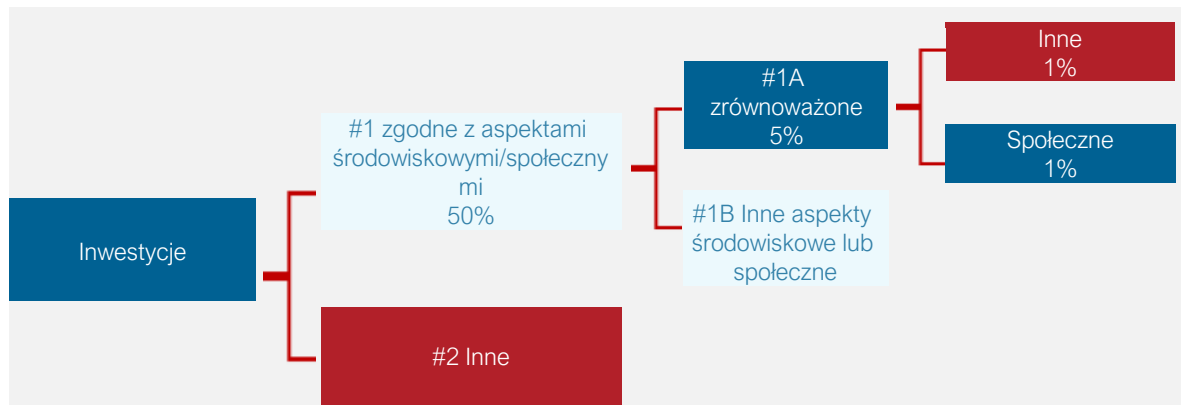 Inwestycje
#1 zgodne z aspektami
środowiskowymi/społeczny
mi
50%
#2 Inne
#1A
zrównoważone
5%
#1B Inne aspekty
środowiskowe lub
społeczne
Inne
1%
Społeczne
1%